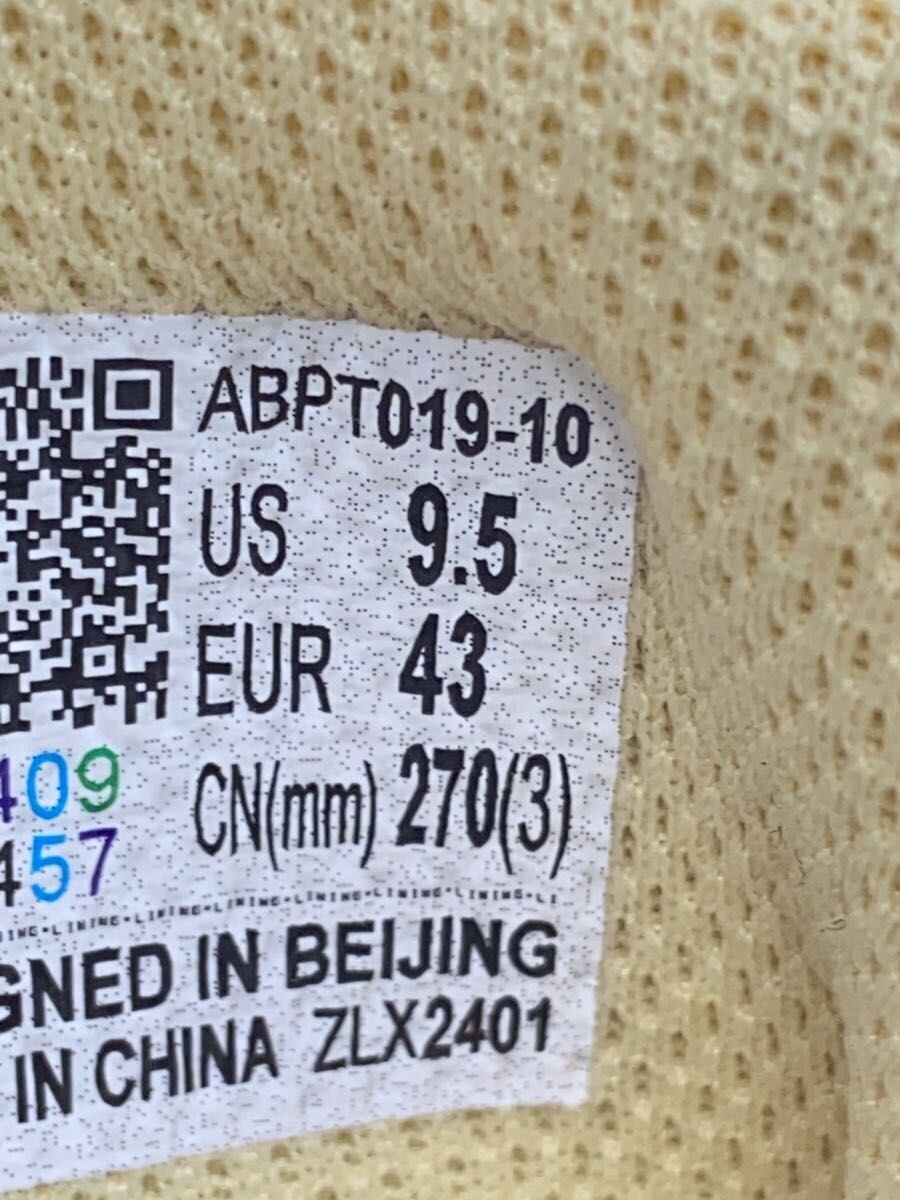 ABPT019-10
US 9.5
EUR 43
CN(mm) 270(3)
409
457
LINING·LINING·LINING·LINING·LINING·LI
GNED IN BEIJING
IN CHINA ZLX2401